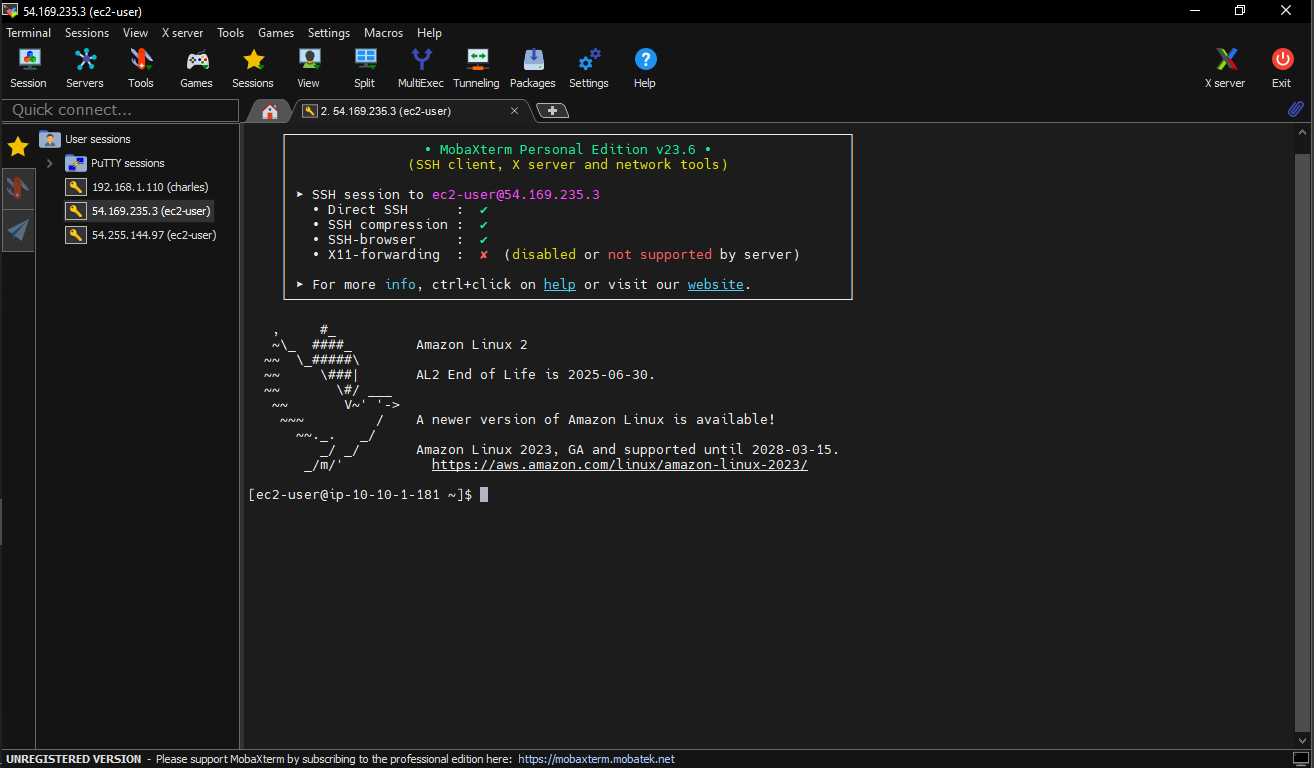 54.169.235.3 (ec2-user)
Terminal Sessions View X server Tools Games Settings Macros Help
Session Servers Tools Games Sessions View Split MultiExec Tunneling Packages Settings Help X server Exit
Quick connect...
2. 54.169.235.3 (ec2-user)
User sessions
PuTTY sessions
192.168.1.110 (charles)
54.169.235.3 (ec2-user)
54.255.144.97 (ec2-user)
• MobaXterm Personal Edition v23.6 •
(SSH client, X server and network tools)
➤ SSH session to ec2-user@54.169.235.3
• Direct SSH : ✔
• SSH compression : ✔
• SSH-browser : ✔
• X11-forwarding : ✘ (disabled or not supported by server)
➤ For more info, ctrl+click on help or visit our website.
   ,     #_
   ~\_  ####_        Amazon Linux 2
  ~~  \_#####\
  ~~     \###|       AL2 End of Life is 2025-06-30.
  ~~       \#/ ___
   ~~       V~' '->
    ~~~         /    A newer version of Amazon Linux is available!
      ~~._.   _/
         _/ _/       Amazon Linux 2023, GA and supported until 2028-03-15.
       _/m/'           https://aws.amazon.com/linux/amazon-linux-2023/
[ec2-user@ip-10-10-1-181 ~]$
UNREGISTERED VERSION - Please support MobaXterm by subscribing to the professional edition here: https://mobaxterm.mobatek.net